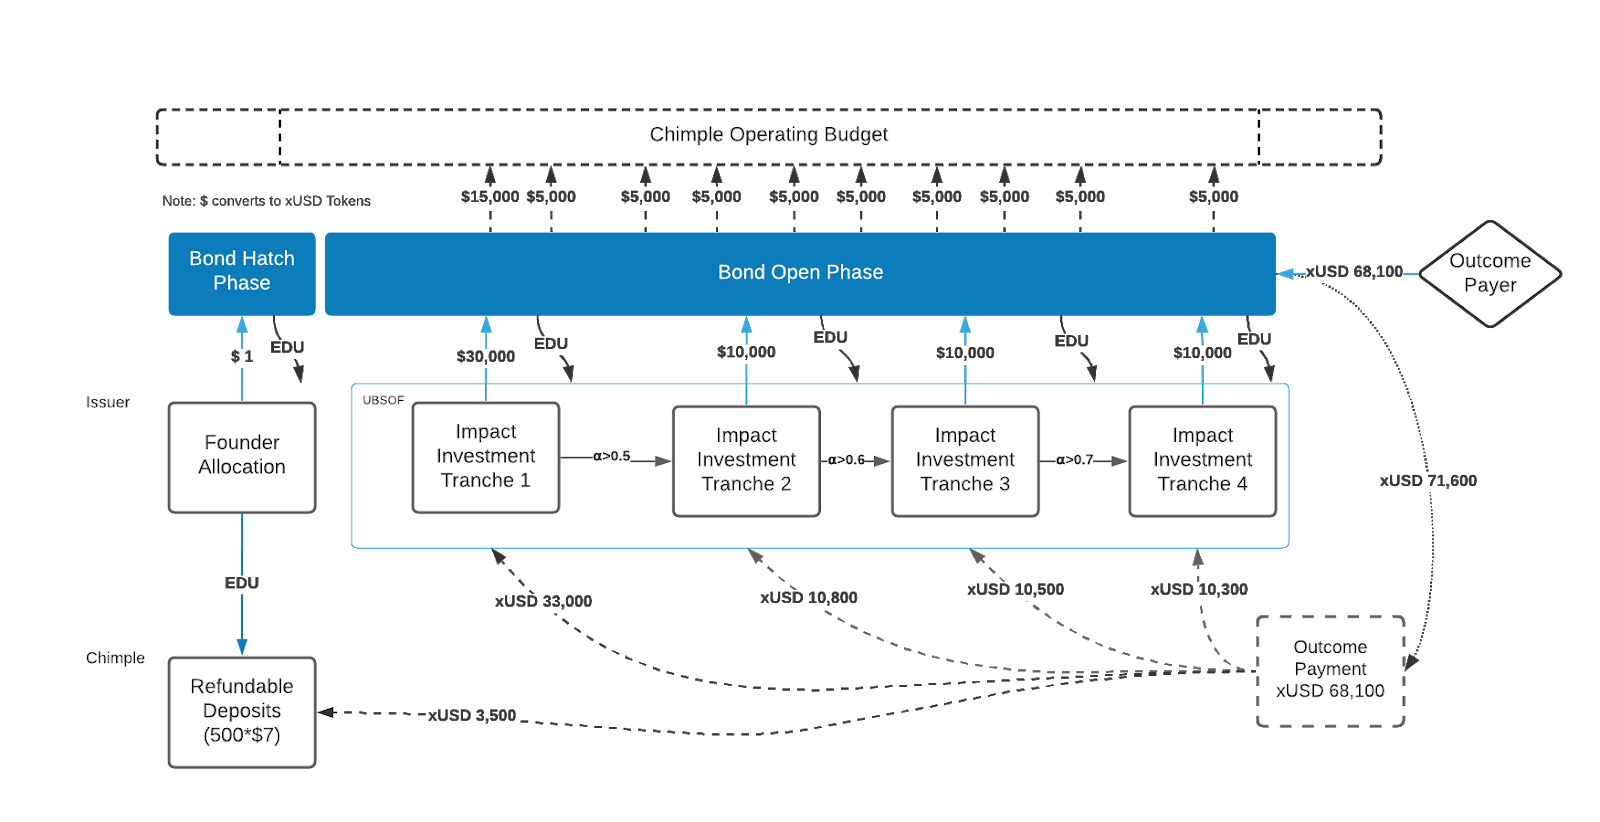 Chimple Operating Budget
Note: $ converts to xUSD Tokens
$15,000 $5,000 $5,000 $5,000 $5,000 $5,000 $5,000 $5,000 $5,000 $5,000
Bond Hatch
Phase
Bond Open Phase
xUSD 68,100
Outcome
Payer
$ 1
EDU
$30,000
EDU
$10,000
EDU
$10,000
EDU
$10,000
EDU
Issuer
UBSOF
Founder
Allocation
Impact
Investment
Tranche 1
α>0.5
Impact
Investment
Tranche 2
α>0.6
Impact
Investment
Tranche 3
α>0.7
Impact
Investment
Tranche 4
xUSD 71,600
EDU
xUSD 33,000
xUSD 10,800
xUSD 10,500
xUSD 10,300
Chimple
Refundable
Deposits
(500*$7)
xUSD 3,500
Outcome
Payment
xUSD 68,100